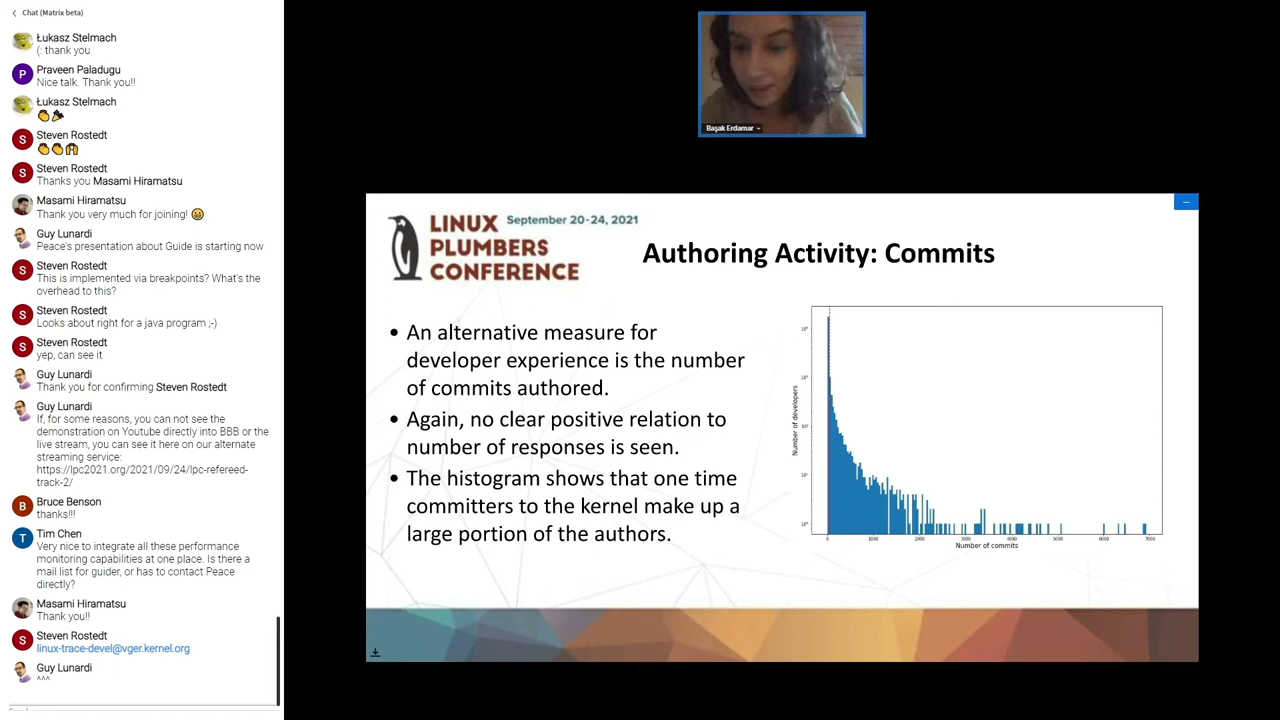 Chat (Matrix beta)
Łukasz Stelmach
(: thank you
Praveen Paladugu
Nice talk. Thank you!!
Łukasz Stelmach
👏🎉
Steven Rostedt
👏👏🙌
Steven Rostedt
Thanks you Masami Hiramatsu
Masami Hiramatsu
Thank you very much for joining! 😀
Guy Lunardi
Peace's presentation about Guide is starting now
Steven Rostedt
This is implemented via breakpoints? What's the
overhead to this?
Steven Rostedt
Looks about right for a java program ;-)
Steven Rostedt
yep, can see it
Guy Lunardi
Thank you for confirming Steven Rostedt
Guy Lunardi
If, for some reasons, you can not see the
demonstration on Youtube directly into BBB or the
live stream, you can see it here on our alternate
streaming service:
https://lpc2021.org/2021/09/24/lpc-refereed-
track-2/
Bruce Benson
thanks!!!
Tim Chen
Very nice to integrate all these performance
monitoring capabilities at one place. Is there a
mail list for guider, or has to contact Peace
directly?
Masami Hiramatsu
Thank you!!
Steven Rostedt
linux-trace-devel@vger.kernel.org
Guy Lunardi
^^^
P
S
S
S
S
S
B
T
S
Başak Erdamar
LINUX
PLUMBERS
CONFERENCE
September 20-24, 2021
Authoring Activity: Commits
• An alternative measure for
developer experience is the number
of commits authored.
• Again, no clear positive relation to
number of responses is seen.
• The histogram shows that one time
committers to the kernel make up a
large portion of the authors.
Number of developers
0 1000 2000 3000 4000 5000 6000 7000
Number of commits